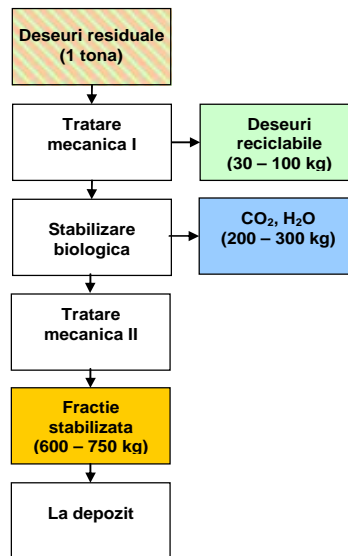 Deseuri residuale
(1 tona)
Tratare
mecanica I
Deseuri
reciclabile
(30 – 100 kg)
Stabilizare
biologica
CO₂, H₂O
(200 – 300 kg)
Tratare
mecanica II
Fractie
stabilizata
(600 – 750 kg)
La depozit